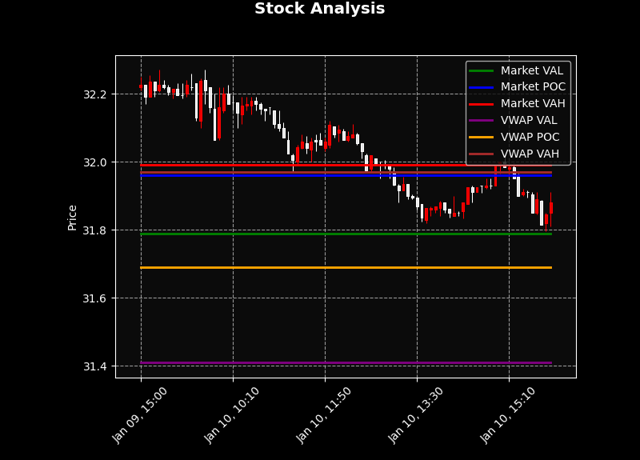 Stock Analysis
Market VAL
Market POC
Market VAH
VWAP VAL
VWAP POC
VWAP VAH
32.2
32.0
31.8
31.6
31.4
Price
Jan 09, 15:00
Jan 10, 10:10
Jan 10, 11:50
Jan 10, 13:30
Jan 10, 15:10